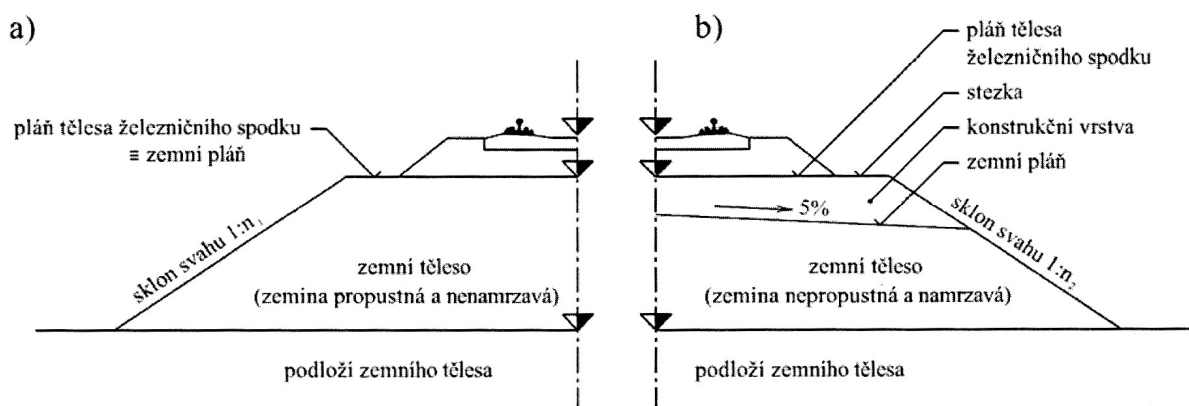 a)
pláň tělesa železničního spodku
≡ zemní pláň
sklon svahu 1:n₁
zemní těleso
(zemina propustná a nenamrzavá)
podloží zemního tělesa
b)
pláň tělesa
železničního spodku
stezka
konstrukční vrstva
zemní pláň
5%
sklon svahu 1:n₂
zemní těleso
(zemina nepropustná a namrzavá)
podloží zemního tělesa